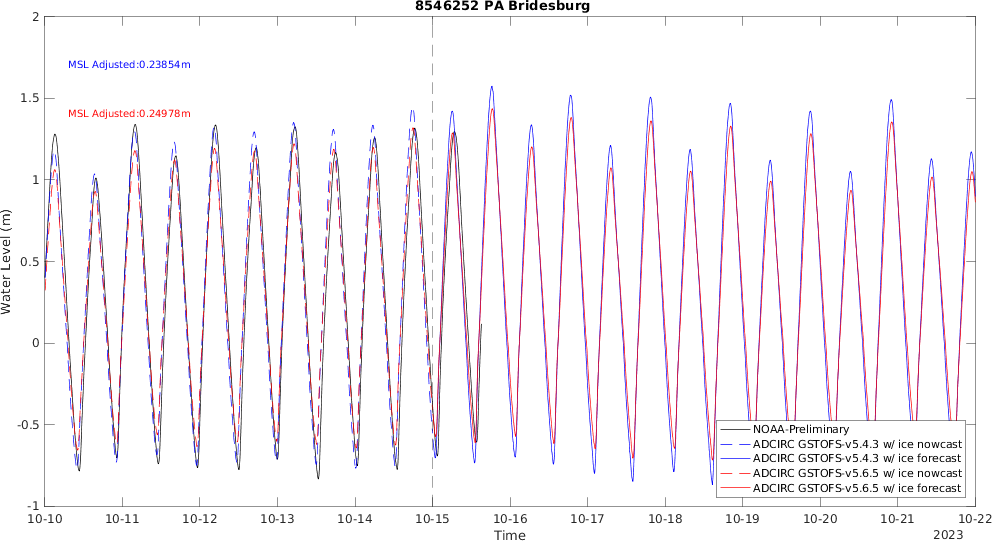 8546252 PA Bridesburg
2
1.5
1
0.5
0
-0.5
-1
Water Level (m)
MSL Adjusted:0.23854m
MSL Adjusted:0.24978m
NOAA-Preliminary
ADCIRC GSTOFS-v5.4.3 w/ ice nowcast
ADCIRC GSTOFS-v5.4.3 w/ ice forecast
ADCIRC GSTOFS-v5.6.5 w/ ice nowcast
ADCIRC GSTOFS-v5.6.5 w/ ice forecast
10-10 10-11 10-12 10-13 10-14 10-15 10-16 10-17 10-18 10-19 10-20 10-21 10-22
Time
2023